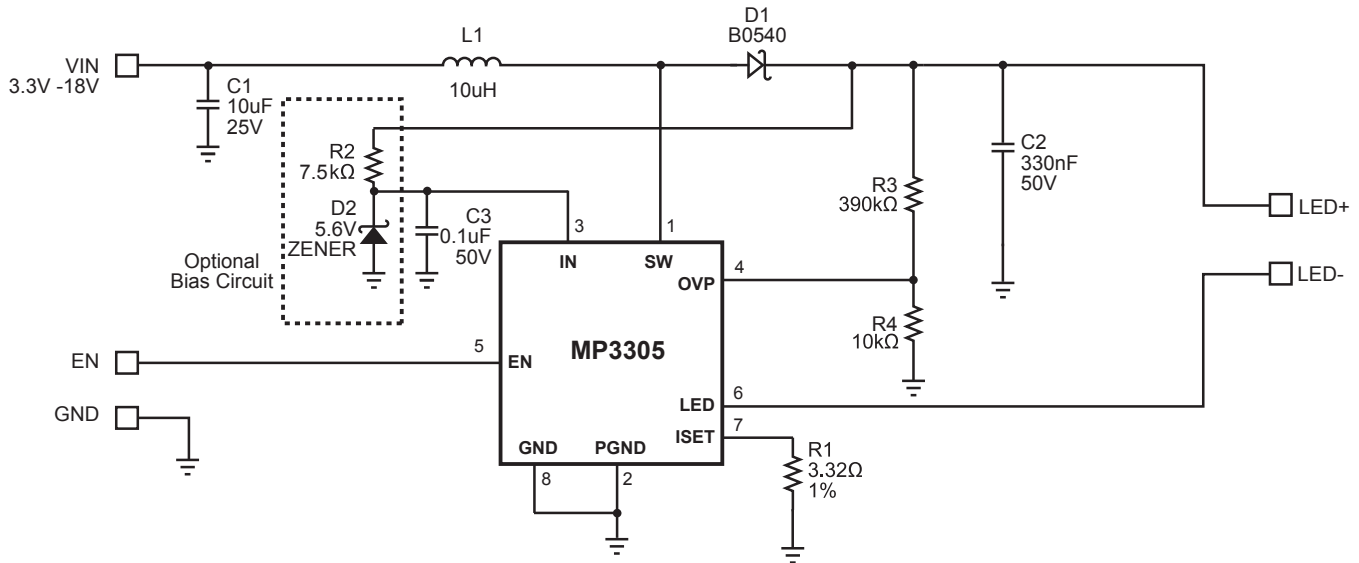 VIN
3.3V -18V
C1
10uF
25V
L1
10uH
D1
B0540
R2
7.5kΩ
D2
5.6V
ZENER
Optional
Bias Circuit
C3
0.1uF
50V
3
1
IN
SW
OVP
4
R3
390kΩ
R4
10kΩ
C2
330nF
50V
LED+
LED-
EN
5
EN
MP3305
GND
LED
6
ISET
7
GND
PGND
8
2
R1
3.32Ω
1%